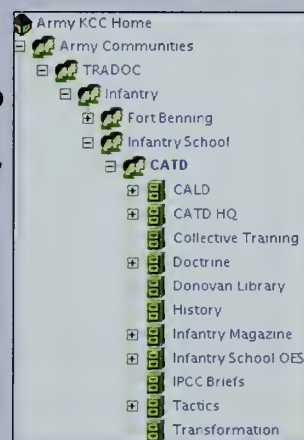 Army KCC Home
Army Communities
TRADOC
Infantry
Fort Benning
Infantry School
CATD
CALD
CATD HQ
Collective Training
Doctrine
Donovan Library
History
Infantry Magazine
Infantry School OES
IPCC Briefs
Tactics
Transformation